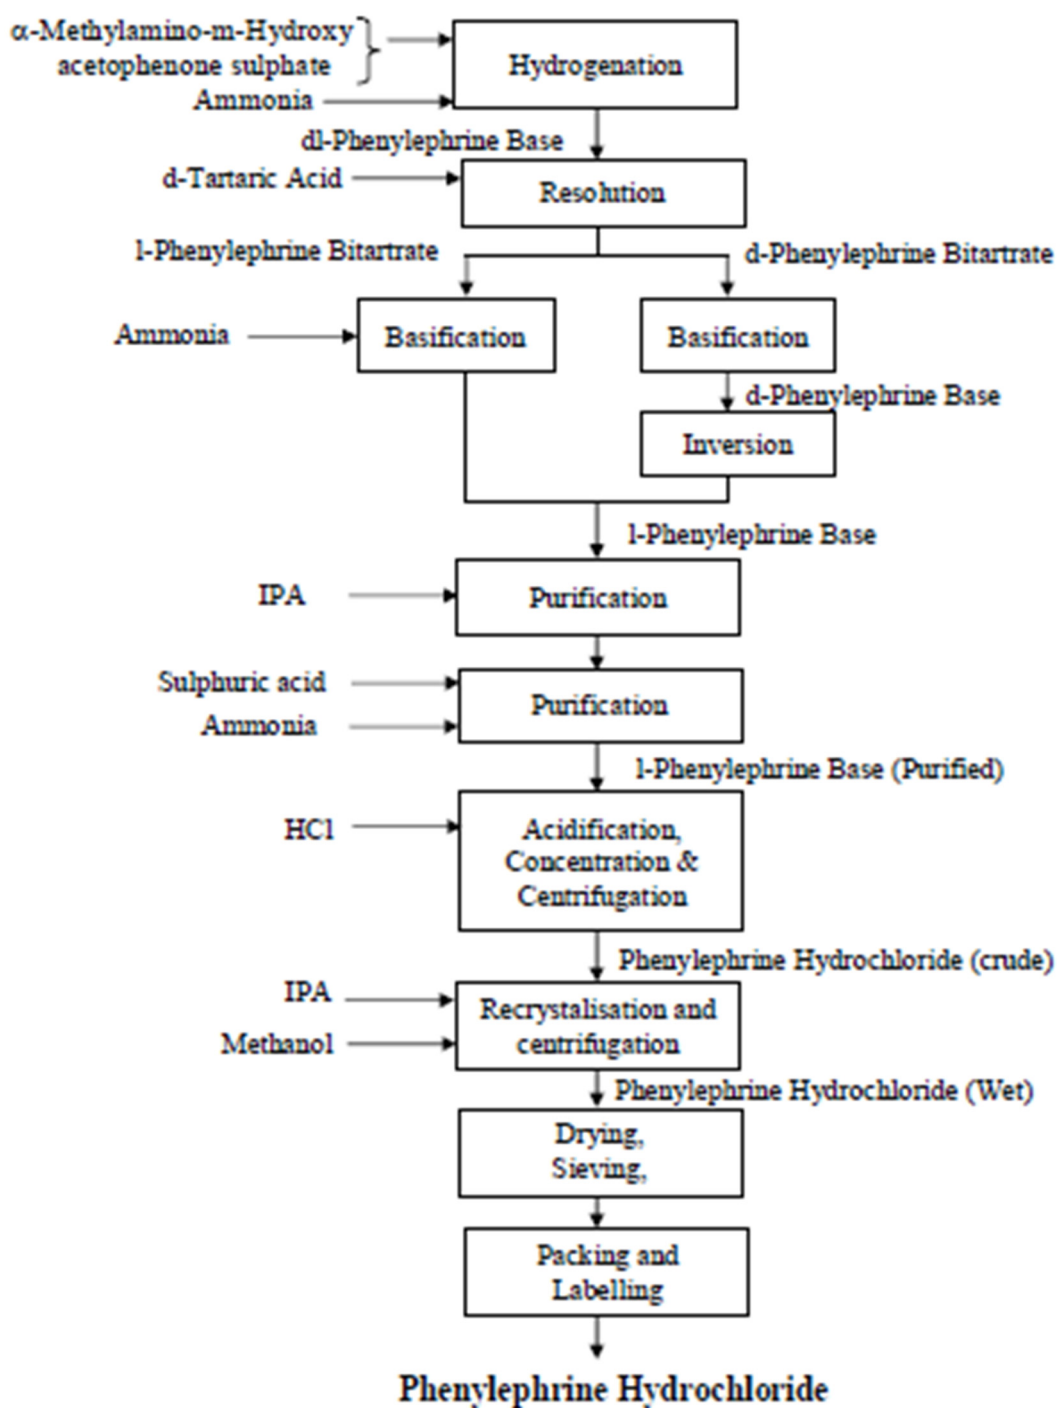 α-Methylamino-m-Hydroxy
acetophenone sulphate
Hydrogenation
Ammonia
dl-Phenylephrine Base
d-Tartaric Acid
Resolution
l-Phenylephrine Bitartrate
d-Phenylephrine Bitartrate
Ammonia
Basification
Basification
d-Phenylephrine Base
Inversion
l-Phenylephrine Base
IPA
Purification
Sulphuric acid
Ammonia
Purification
l-Phenylephrine Base (Purified)
HCl
Acidification,
Concentration &
Centrifugation
Phenylephrine Hydrochloride (crude)
IPA
Methanol
Recrystalisation and
centrifugation
Phenylephrine Hydrochloride (Wet)
Drying,
Sieving,
Packing and
Labelling
Phenylephrine Hydrochloride